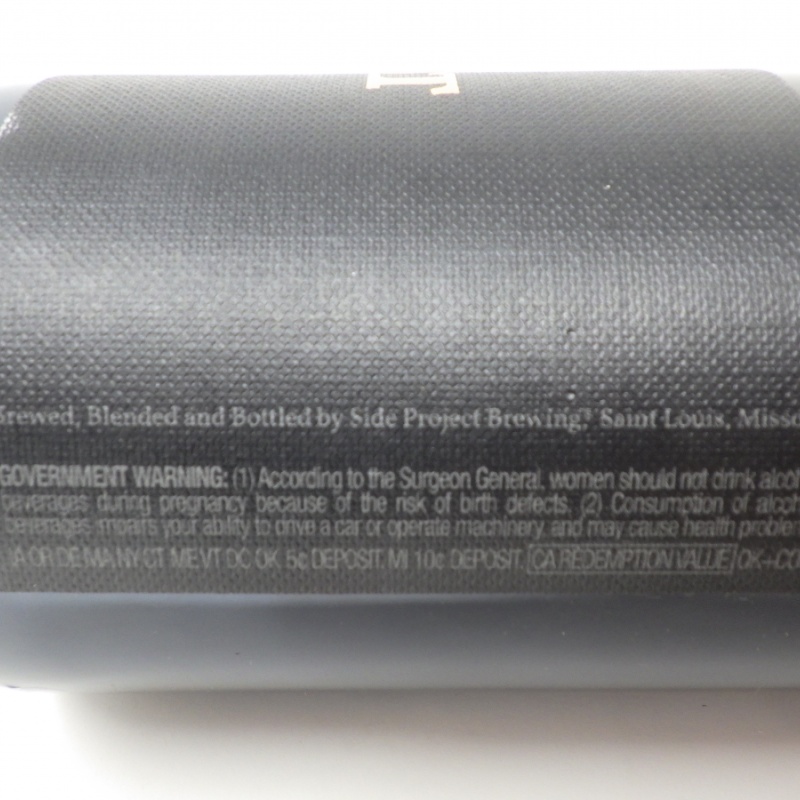 Brewed, Blended and Bottled by Side Project Brewing,® Saint Louis, Misso
GOVERNMENT WARNING: (1) According to the Surgeon General, women should not drink alcoh
beverages during pregnancy because of the risk of birth defects. (2) Consumption of alcoh
beverages impairs your ability to drive a car or operate machinery, and may cause health problem
IA OR DE MA NY CT ME VT DC OK 5¢ DEPOSIT. MI 10¢ DEPOSIT. CA REDEMPTION VALUE OK+